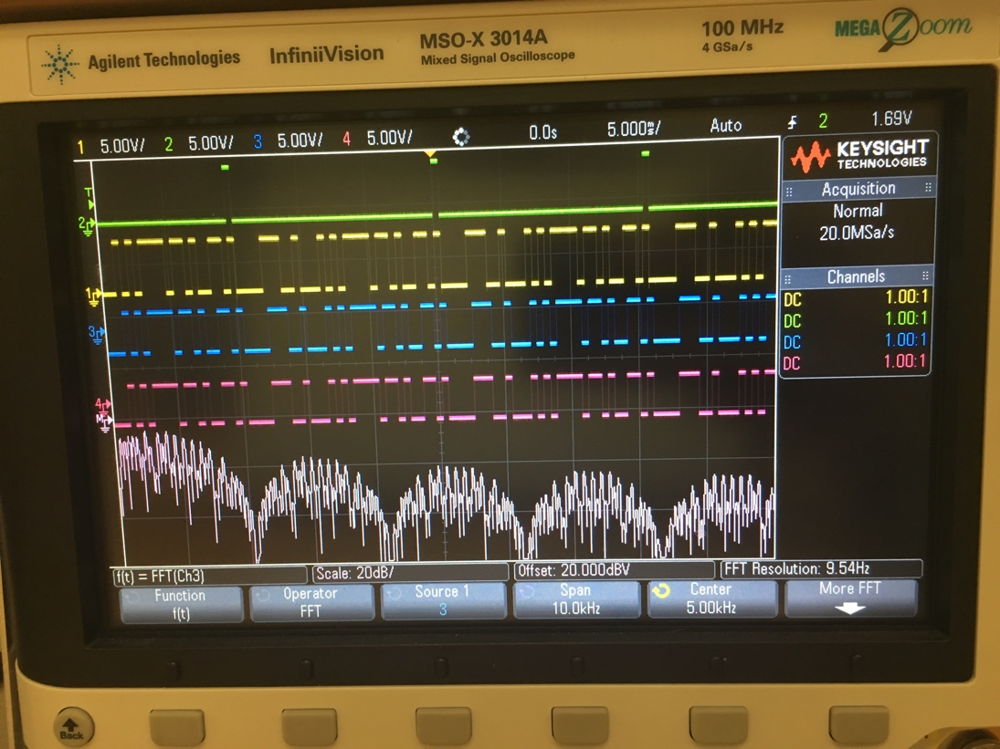 Agilent Technologies
InfiniiVision
MSO-X 3014A
Mixed Signal Oscilloscope
100 MHz
4 GSa/s
MEGA Zoom
1 5.00V/ 2 5.00V/ 3 5.00V/ 4 5.00V/ 0.0s 5.000ms/ Auto 2 1.69V
KEYSIGHT
TECHNOLOGIES
Acquisition
Normal
20.0MSa/s
Channels
DC 1.00:1
DC 1.00:1
DC 1.00:1
DC 1.00:1
T
2
1
3
4
M
f(t) = FFT(Ch3)
Scale: 20dB/
Offset: 20.000dBV
FFT Resolution: 9.54Hz
Function
f(t)
Operator
FFT
Source 1
3
Span
10.0kHz
Center
5.00kHz
More FFT
Back